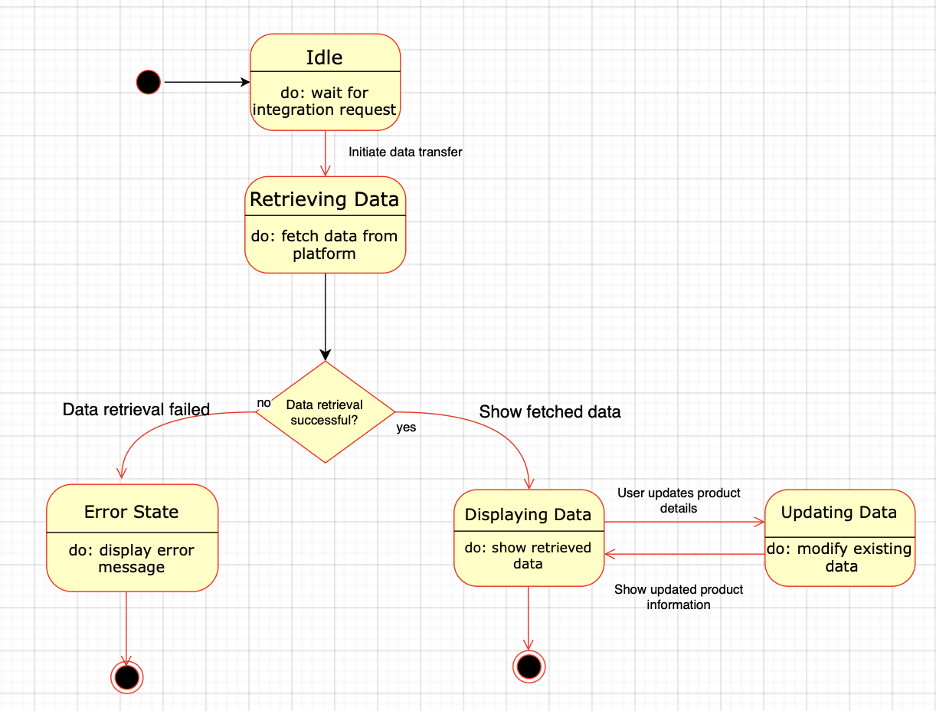 Idle
do: wait for
integration request
Initiate data transfer
Retrieving Data
do: fetch data from
platform
Data retrieval failed
no
Data retrieval
successful?
yes
Show fetched data
Error State
do: display error
message
Displaying Data
do: show retrieved
data
User updates product
details
Updating Data
do: modify existing
data
Show updated product
information